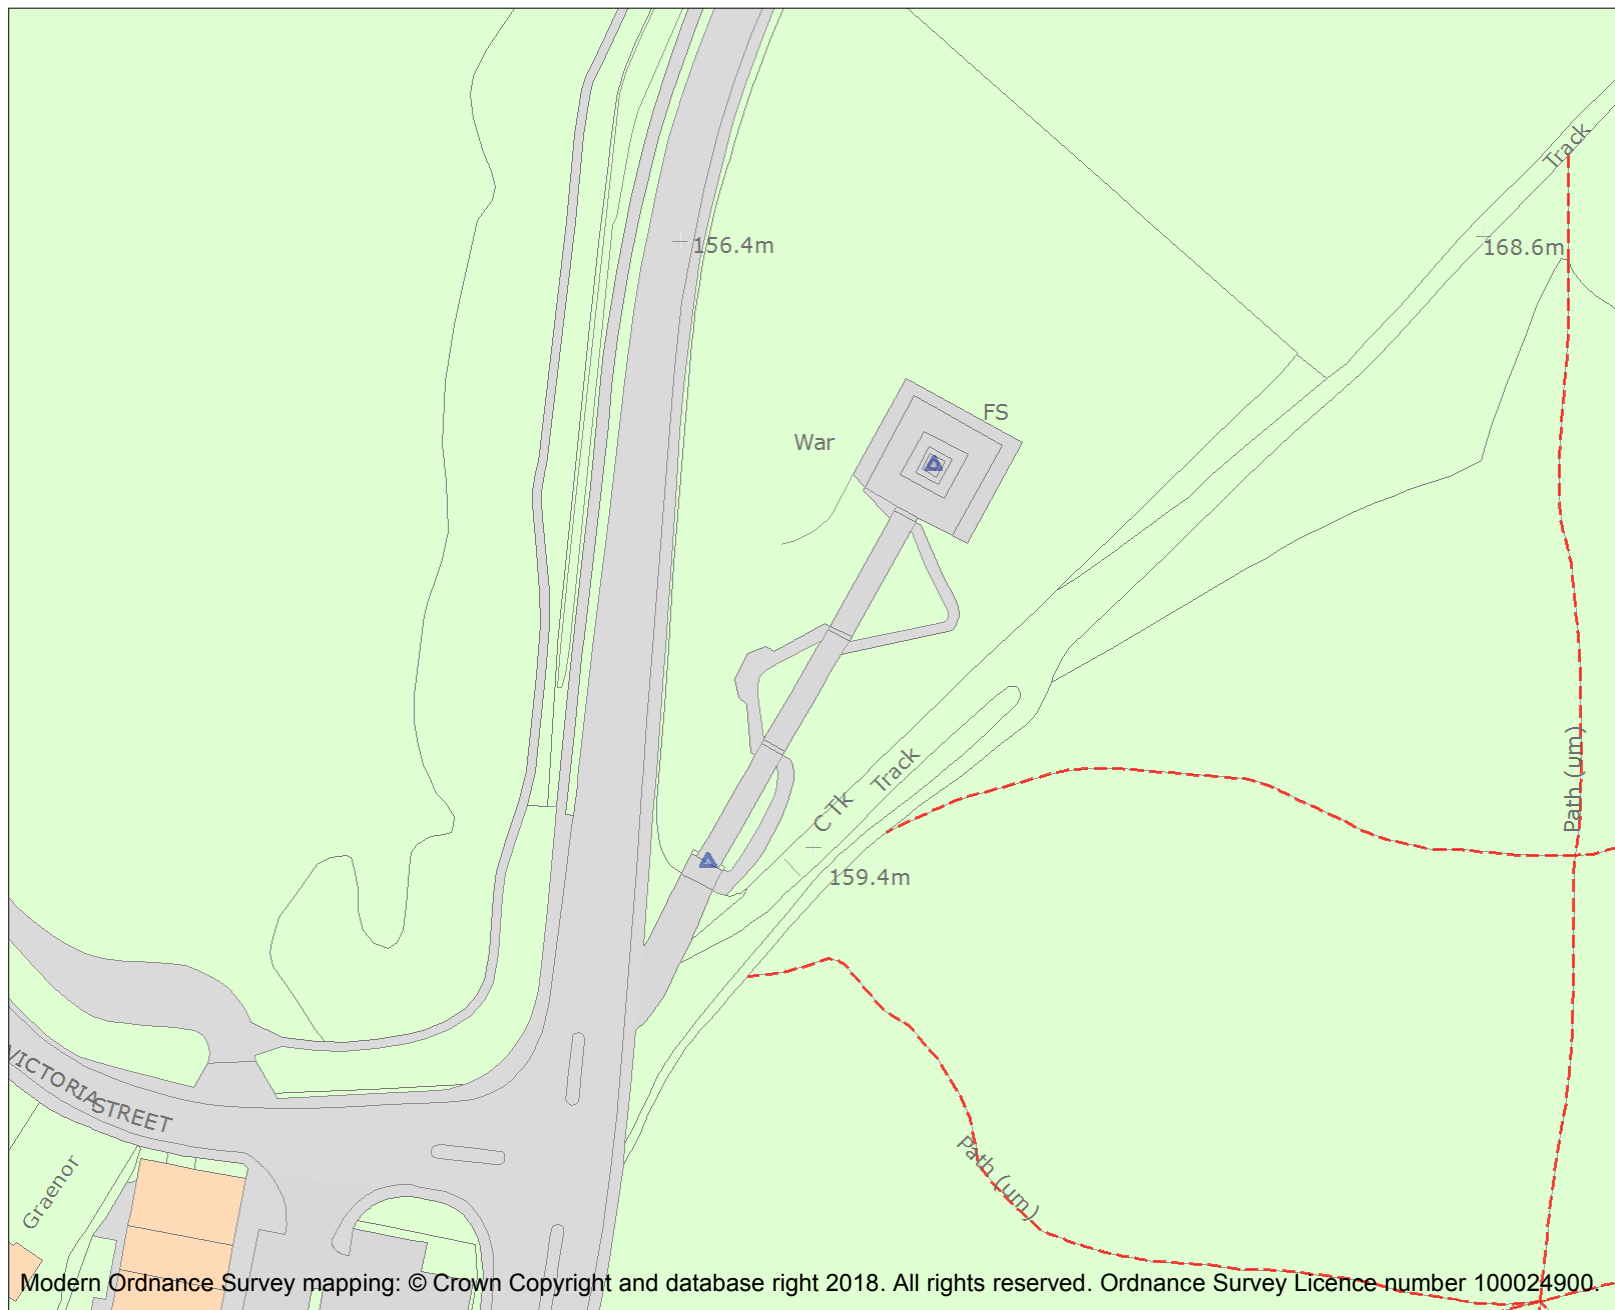 Track
156.4m
168.6m
FS
War
Path (um)
Track
C Tk
159.4m
VICTORIA STREET
Path (um)
Graenor
Modern Ordnance Survey mapping: © Crown Copyright and database right 2018. All rights reserved. Ordnance Survey Licence number 100024900.